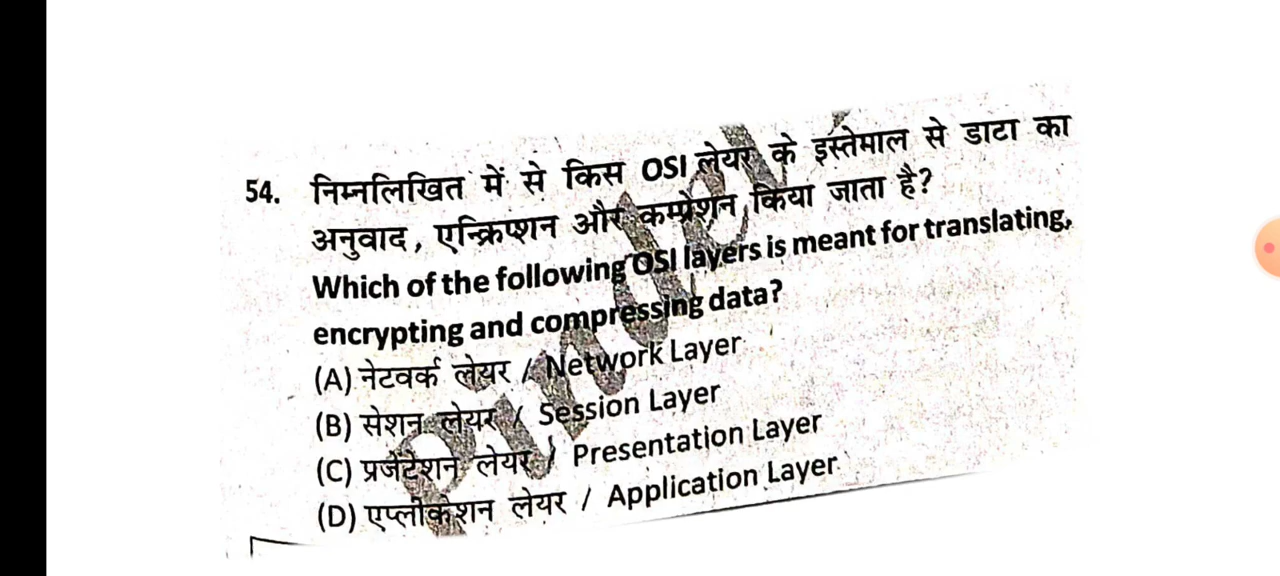 54. निम्नलिखित में से किस OSI लेयर के इस्तेमाल से डाटा का
अनुवाद, एन्क्रिप्शन और कम्प्रेशन किया जाता है?
Which of the following OSI layers is meant for translating,
encrypting and compressing data?
(A) नेटवर्क लेयर / Network Layer
(B) सेशन लेयर / Session Layer
(C) प्रजेंटेशन लेयर / Presentation Layer
(D) एप्लीकेशन लेयर / Application Layer